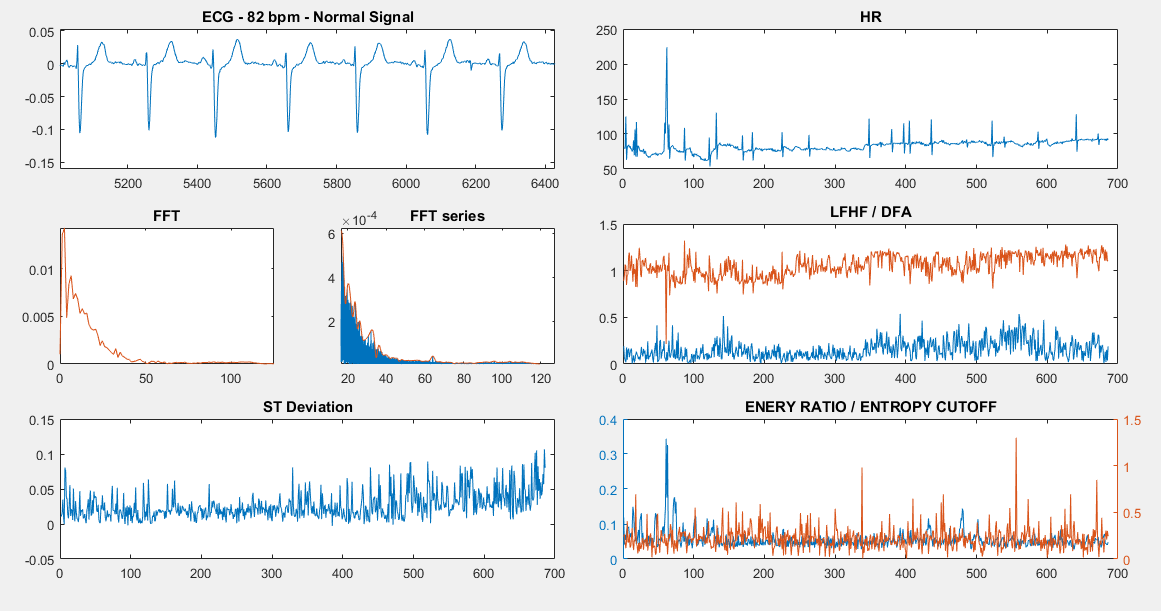 ECG - 82 bpm - Normal Signal
0.05
0
-0.05
-0.1
-0.15
5200 5400 5600 5800 6000 6200 6400
HR
250
200
150
100
50
0 100 200 300 400 500 600 700
FFT
0.01
0.005
0
0 50 100
FFT series
×10-4
6
4
2
20 40 60 80 100 120
LFHF / DFA
1.5
1
0.5
0
0 100 200 300 400 500 600 700
ST Deviation
0.15
0.1
0.05
0
-0.05
0 100 200 300 400 500 600 700
ENERY RATIO / ENTROPY CUTOFF
0.4
0.3
0.2
0.1
0
1.5
1
0.5
0
0 100 200 300 400 500 600 700